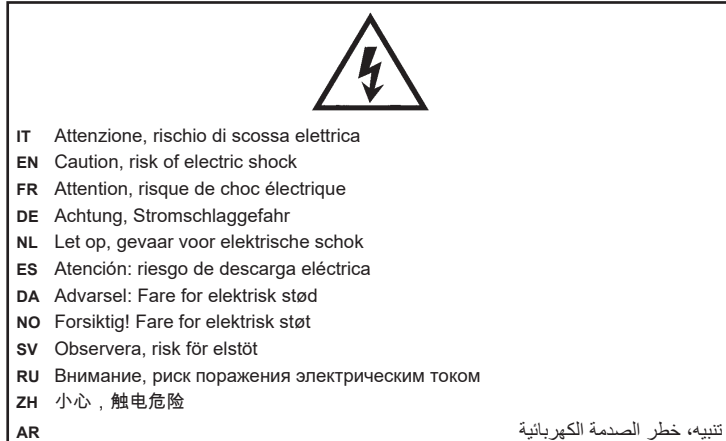 IT Attenzione, rischio di scossa elettrica
EN Caution, risk of electric shock
FR Attention, risque de choc électrique
DE Achtung, Stromschlaggefahr
NL Let op, gevaar voor elektrische schok
ES Atención: riesgo de descarga eléctrica
DA Advarsel: Fare for elektrisk stød
NO Forsiktig! Fare for elektrisk støt
SV Observera, risk för elstöt
RU Внимание, риск поражения электрическим током
ZH 小心，触电危险
AR تنبيه، خطر الصدمة الكهربائية